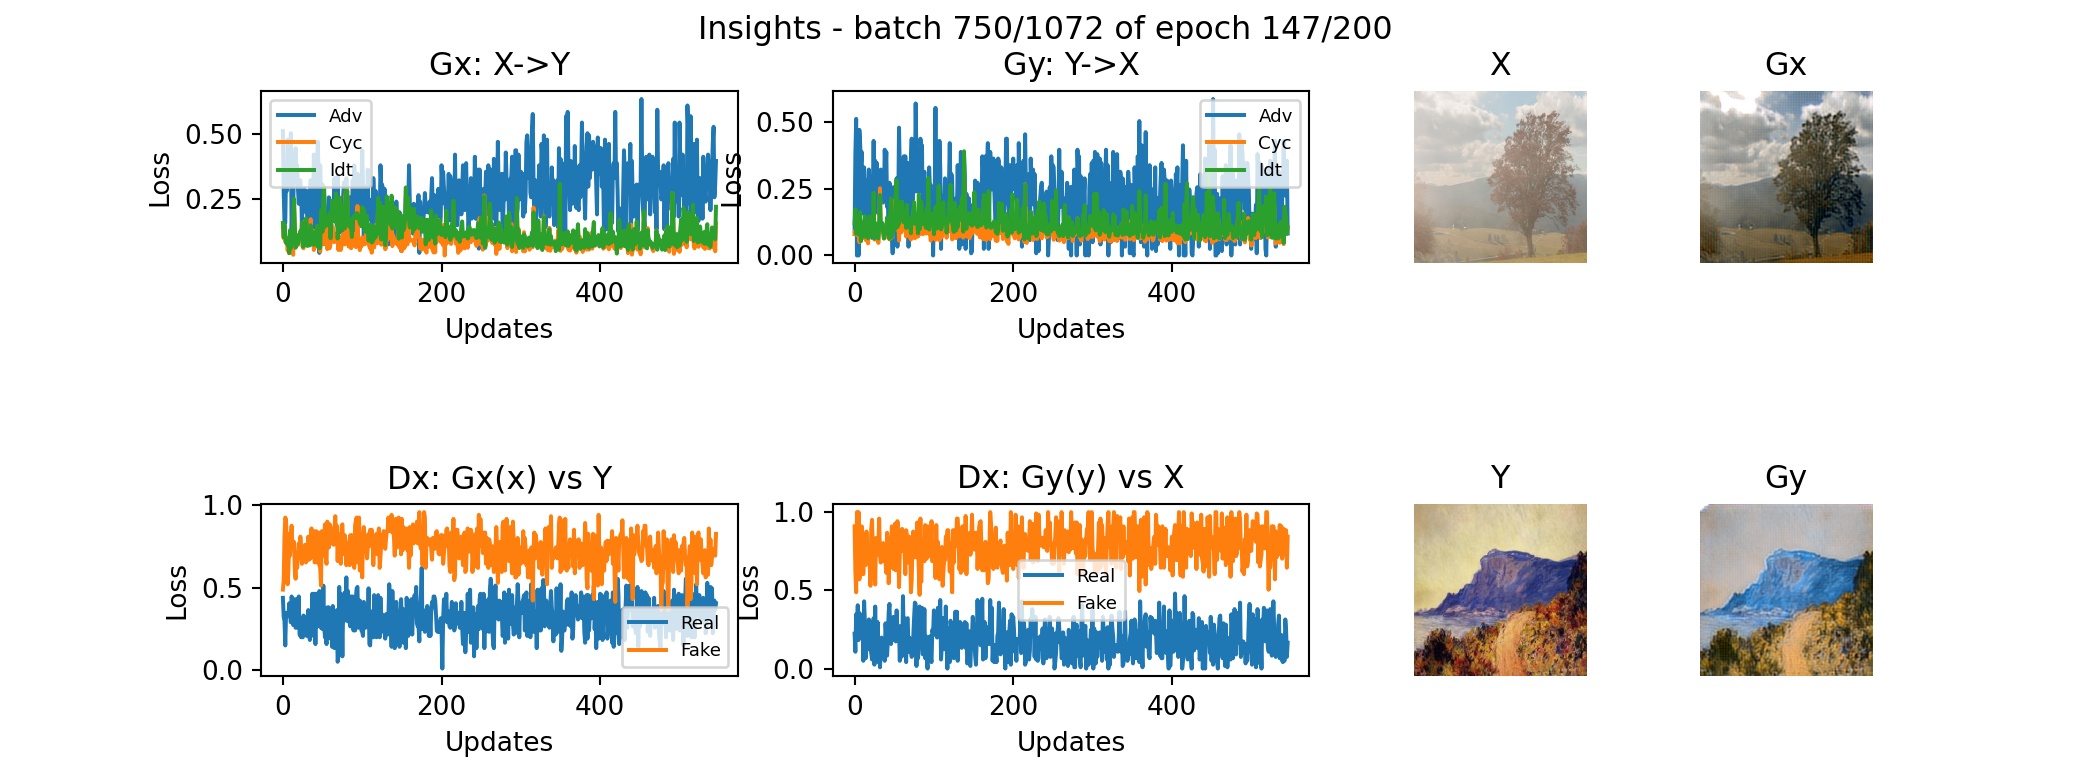 Insights - batch 750/1072 of epoch 147/200
Gx: X->Y
Loss
0.50
0.25
Adv
Cyc
Idt
0 200 400
Updates
Gy: Y->X
Loss
0.50
0.25
0.00
Adv
Cyc
Idt
0 200 400
Updates
X
Gx
Dx: Gx(x) vs Y
Loss
1.0
0.5
0.0
Real
Fake
0 200 400
Updates
Dx: Gy(y) vs X
Loss
1.0
0.5
0.0
Real
Fake
0 200 400
Updates
Y
Gy